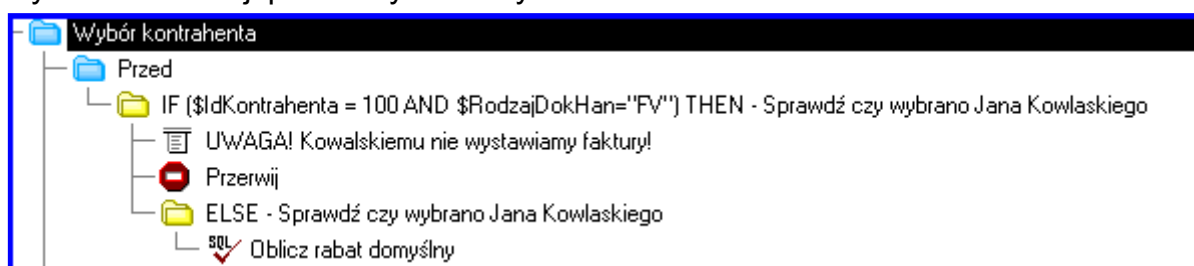 Wybór kontrahenta
Przed
IF ($IdKontrahenta = 100 AND $RodzajDokHan="FV") THEN - Sprawdź czy wybrano Jana Kowlaskiego
UWAGA! Kowalskiemu nie wystawiamy faktury!
Przerwij
ELSE - Sprawdź czy wybrano Jana Kowlaskiego
SQL Oblicz rabat domyślny